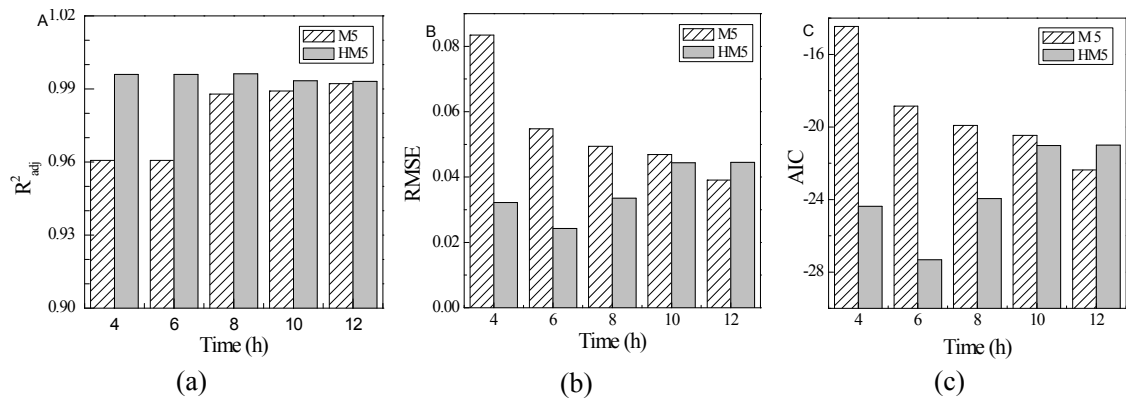 A
1.02
0.99
0.96
0.93
0.90
R²adj
M5
HM5
4 6 8 10 12
Time (h)
(a)
B
0.08
0.06
0.04
0.02
0.00
RMSE
M5
HM5
4 6 8 10 12
Time (h)
(b)
C
-16
-20
-24
-28
AIC
M 5
HM5
4 6 8 10 12
Time (h)
(c)